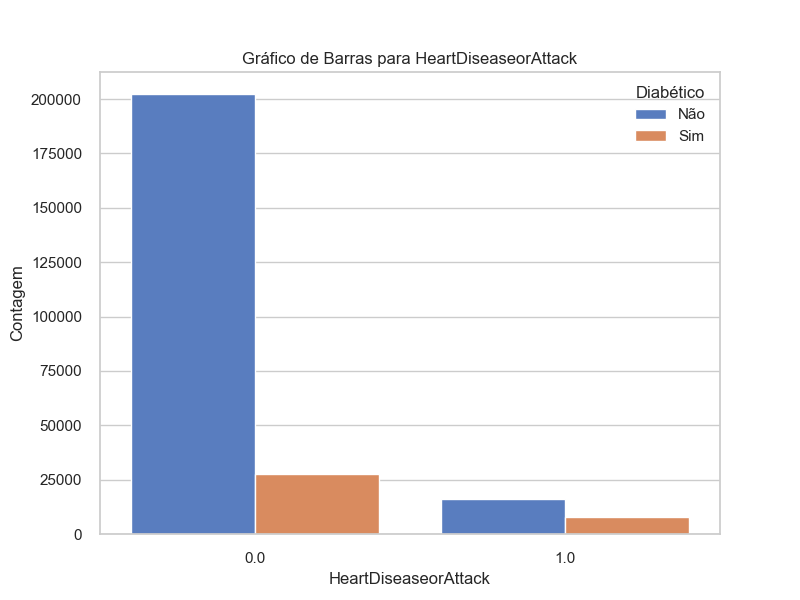 Gráfico de Barras para HeartDiseaseorAttack
Diabético
Não
Sim
Contagem
200000
175000
150000
125000
100000
75000
50000
25000
0
0.0
1.0
HeartDiseaseorAttack